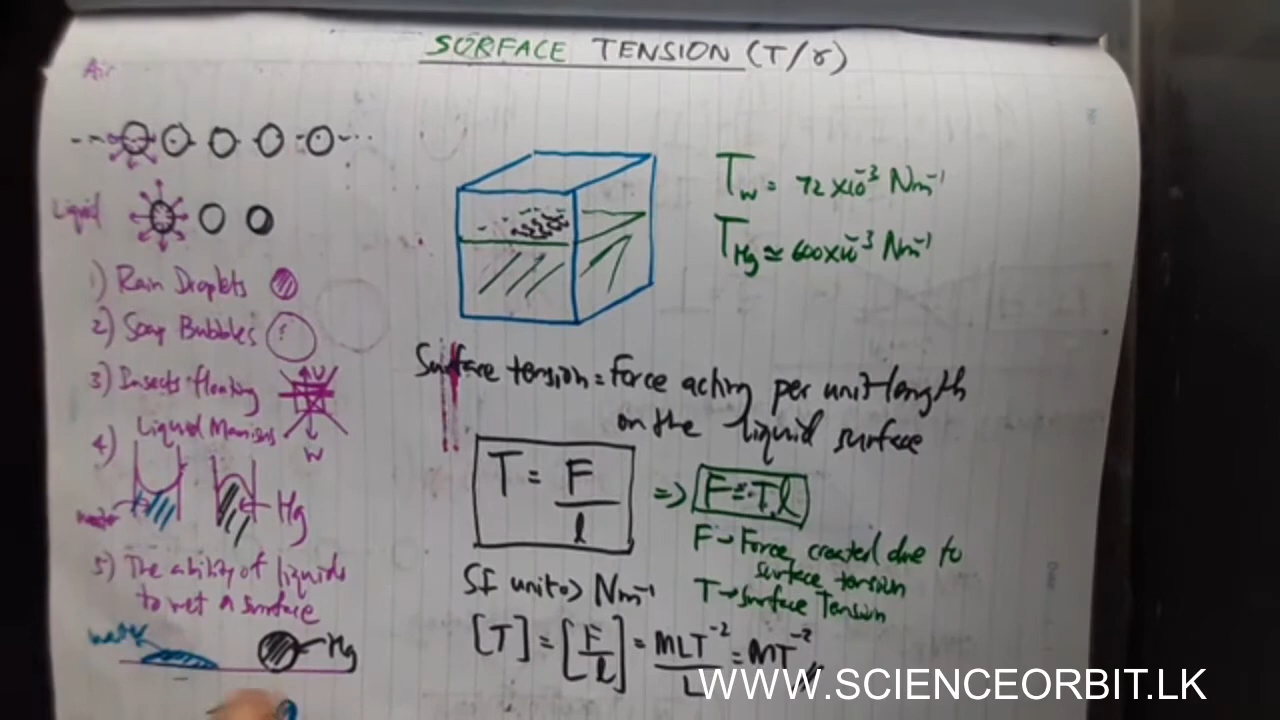 SURFACE TENSION (T/γ)
Air
Liquid
1) Rain Droplets
2) Soap Bubbles
3) Insects floating
U
W
4) Liquid Meniscus
water
Hg
5) The ability of liquids
to wet a surface
water
Hg
Tw = 72×10⁻³ Nm⁻¹
THg ≃ 600×10⁻³ Nm⁻¹
Surface tension = Force acting per unit length
on the liquid surface
T = F/l ⇒ F = T.l
F → Force created due to
surface tension
T → Surface Tension
SI unit ⇒ Nm⁻¹
[T] = [F/l] = MLT⁻²/L = MT⁻² //
WWW.SCIENCEORBIT.LK